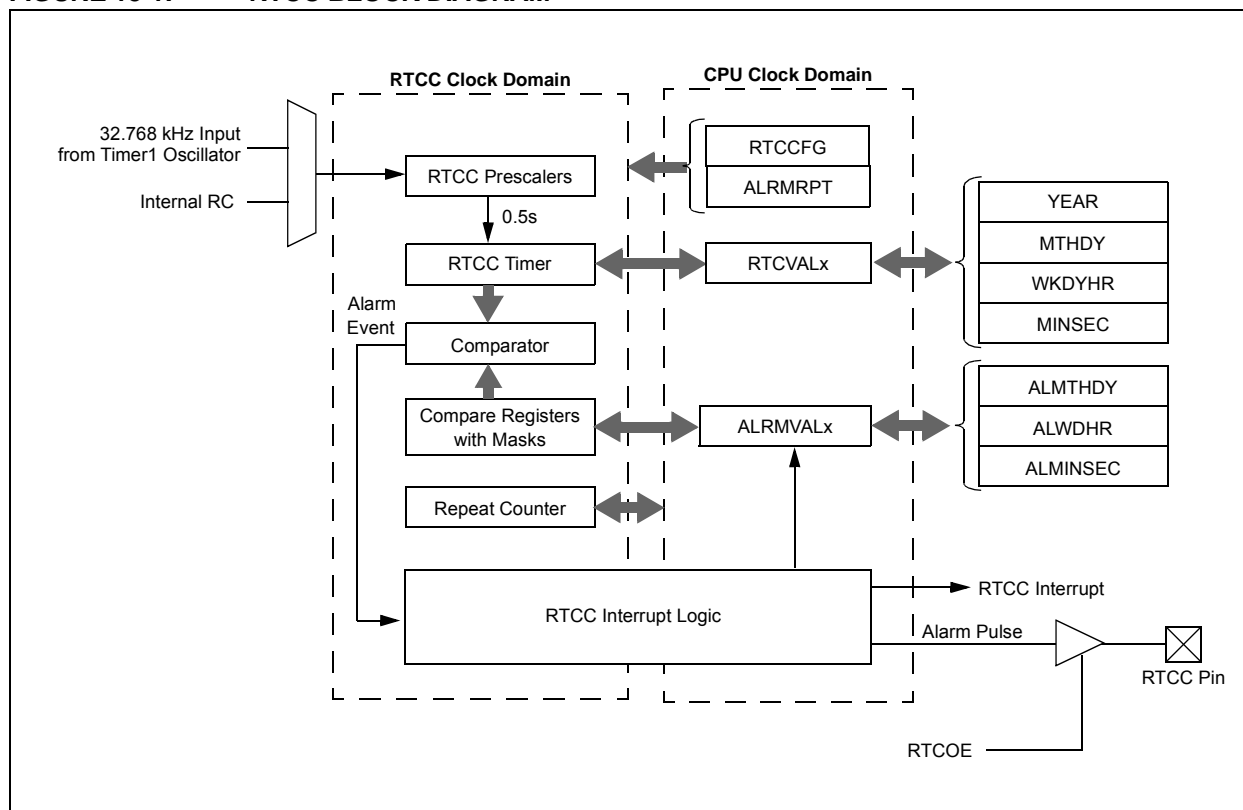 RTCC Clock Domain
CPU Clock Domain
32.768 kHz Input
from Timer1 Oscillator
Internal RC
RTCC Prescalers
0.5s
RTCC Timer
Alarm
Event
Comparator
Compare Registers
with Masks
Repeat Counter
RTCC Interrupt Logic
RTCCFG
ALRMRPT
RTCVALx
ALRMVALx
YEAR
MTHDY
WKDYHR
MINSEC
ALMTHDY
ALWDHR
ALMINSEC
RTCC Interrupt
Alarm Pulse
RTCC Pin
RTCOE